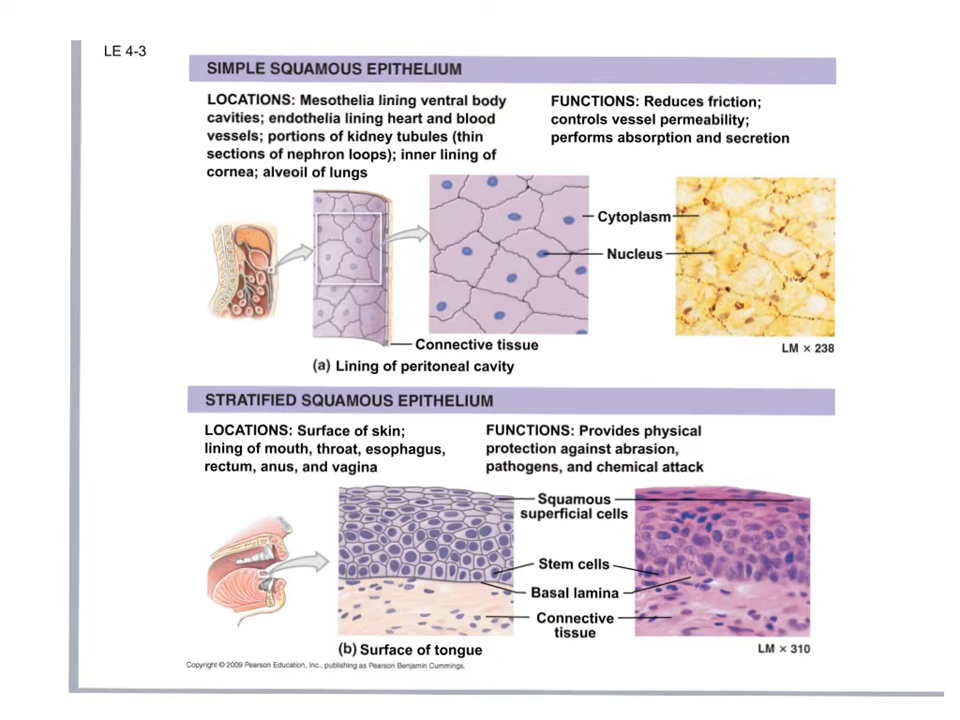 LE 4-3
SIMPLE SQUAMOUS EPITHELIUM
LOCATIONS: Mesothelia lining ventral body
cavities; endothelia lining heart and blood
vessels; portions of kidney tubules (thin
sections of nephron loops); inner lining of
cornea; alveoil of lungs
FUNCTIONS: Reduces friction;
controls vessel permeability;
performs absorption and secretion
Cytoplasm
Nucleus
Connective tissue
LM × 238
(a) Lining of peritoneal cavity
STRATIFIED SQUAMOUS EPITHELIUM
LOCATIONS: Surface of skin;
lining of mouth, throat, esophagus,
rectum, anus, and vagina
FUNCTIONS: Provides physical
protection against abrasion,
pathogens, and chemical attack
Squamous
superficial cells
Stem cells
Basal lamina
Connective
tissue
(b) Surface of tongue
LM × 310
Copyright © 2009 Pearson Education, Inc., publishing as Pearson Benjamin Cummings.